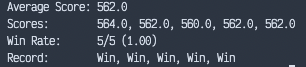 Average Score: 562.0
Scores:        564.0, 562.0, 560.0, 562.0, 562.0
Win Rate:      5/5 (1.00)
Record:        Win, Win, Win, Win, Win